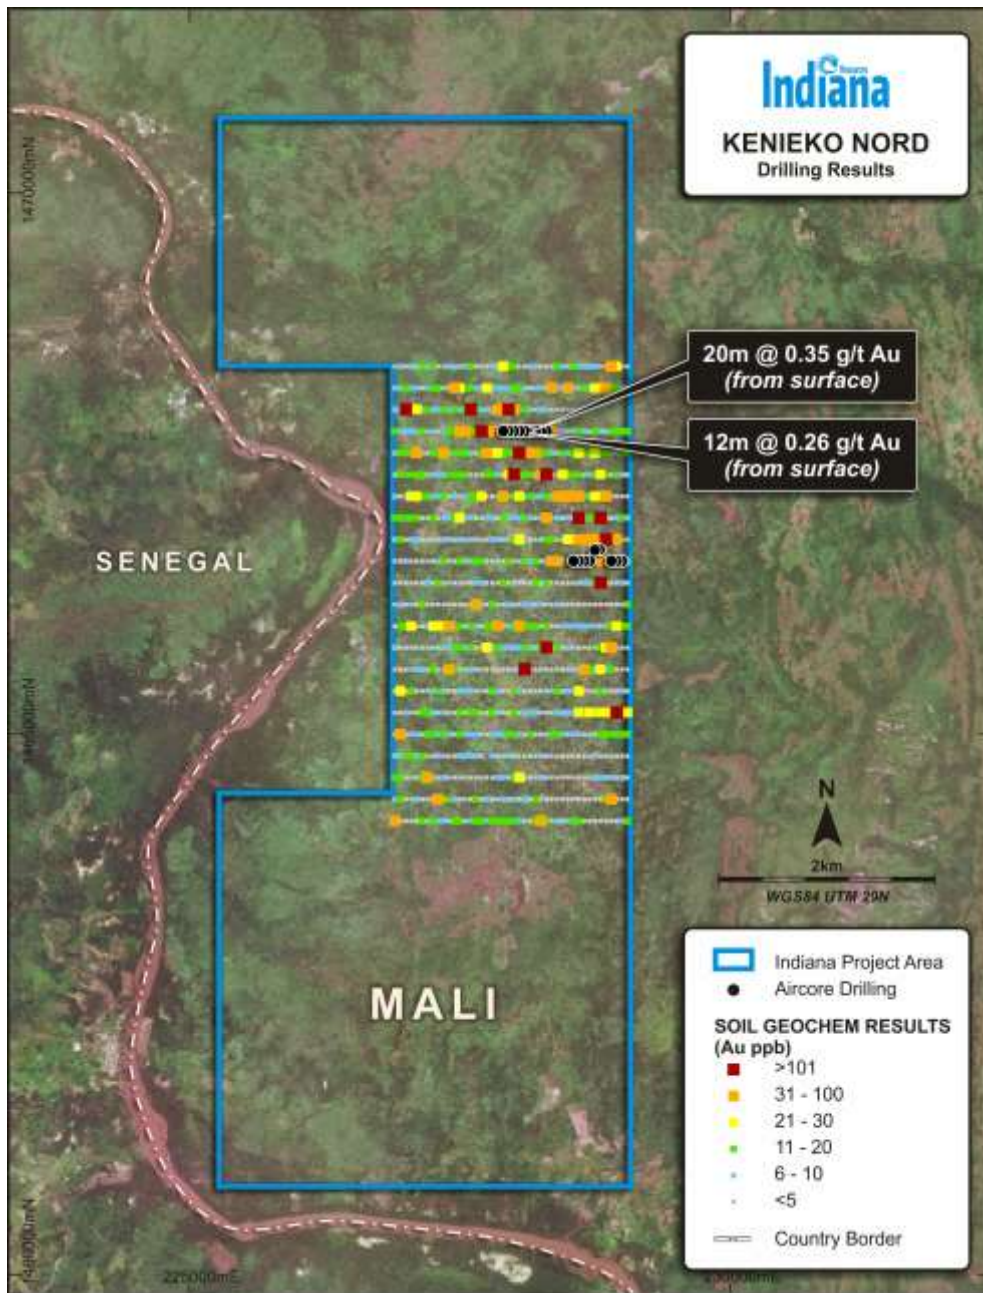 Resources
Indiana
KENIEKO NORD
Drilling Results
1470000mN
20m @ 0.35 g/t Au
(from surface)
12m @ 0.26 g/t Au
(from surface)
SENEGAL
N
2km
WGS84 UTM 29N
MALI
Indiana Project Area
Aircore Drilling
SOIL GEOCHEM RESULTS
(Au ppb)
>101
31 - 100
21 - 30
11 - 20
6 - 10
<5
Country Border
225000mE
230000mE